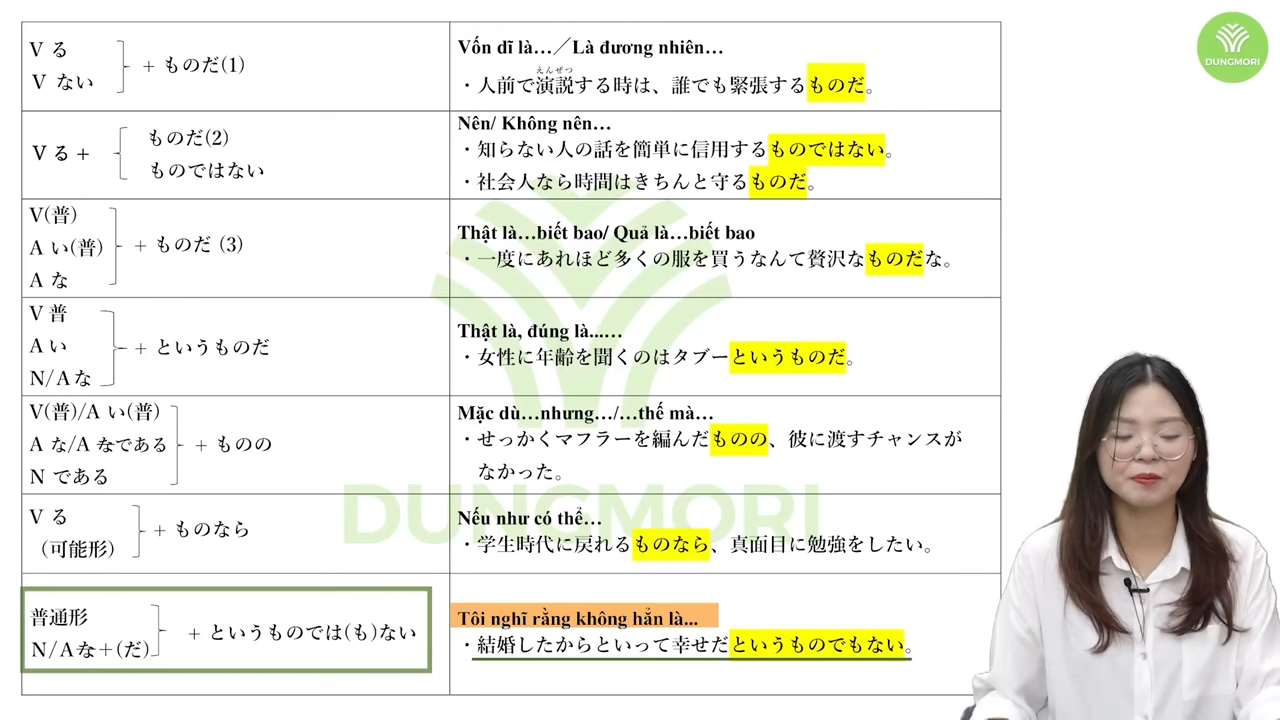 V る
V ない
+ ものだ(1)
Vốn dĩ là…／Là đương nhiên…
えんぜつ
・人前で演説する時は、誰でも緊張するものだ。
V る +
ものだ(2)
ものではない
Nên/ Không nên…
・知らない人の話を簡単に信用するものではない。
・社会人なら時間はきちんと守るものだ。
V(普)
A い(普)
A な
+ ものだ (3)
Thật là…biết bao/ Quả là…biết bao
・一度にあれほど多くの服を買うなんて贅沢なものだな。
V 普
A い
N/A な
+ というものだ
Thật là, đúng là...…
・女性に年齢を聞くのはタブーというものだ。
V(普)/A い(普)
A な/A なである
N である
+ ものの
Mặc dù…nhưng…/…thế mà…
・せっかくマフラーを編んだものの、彼に渡すチャンスが
なかった。
V る
（可能形）
+ ものなら
Nếu như có thể…
・学生時代に戻れるものなら、真面目に勉強をしたい。
普通形
N/A な＋(だ)
+ というものでは(も)ない
Tôi nghĩ rằng không hẳn là...
・結婚したからといって幸せだというものでもない。
DUNGMORI
DUNGMORI